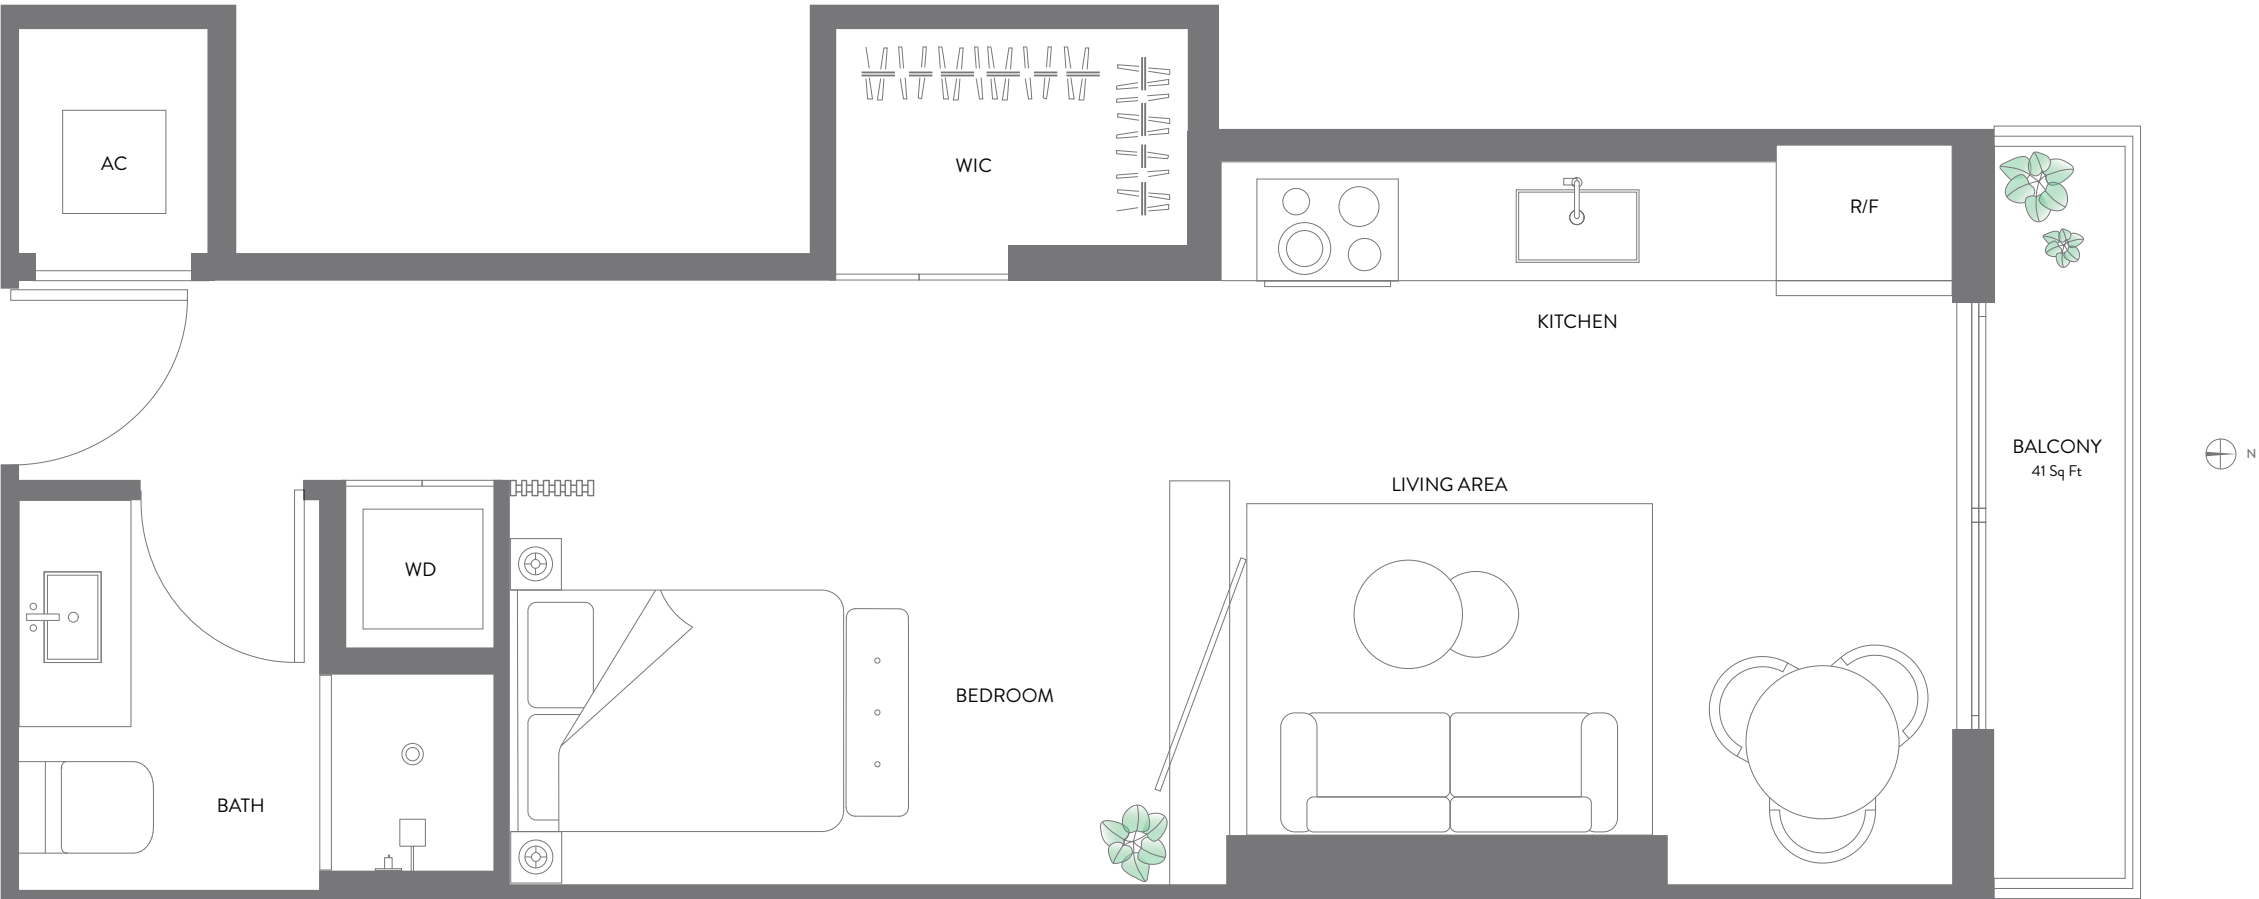 AC
WIC
R/F
KITCHEN
BALCONY
41 Sq Ft
N
LIVING AREA
WD
BEDROOM
BATH